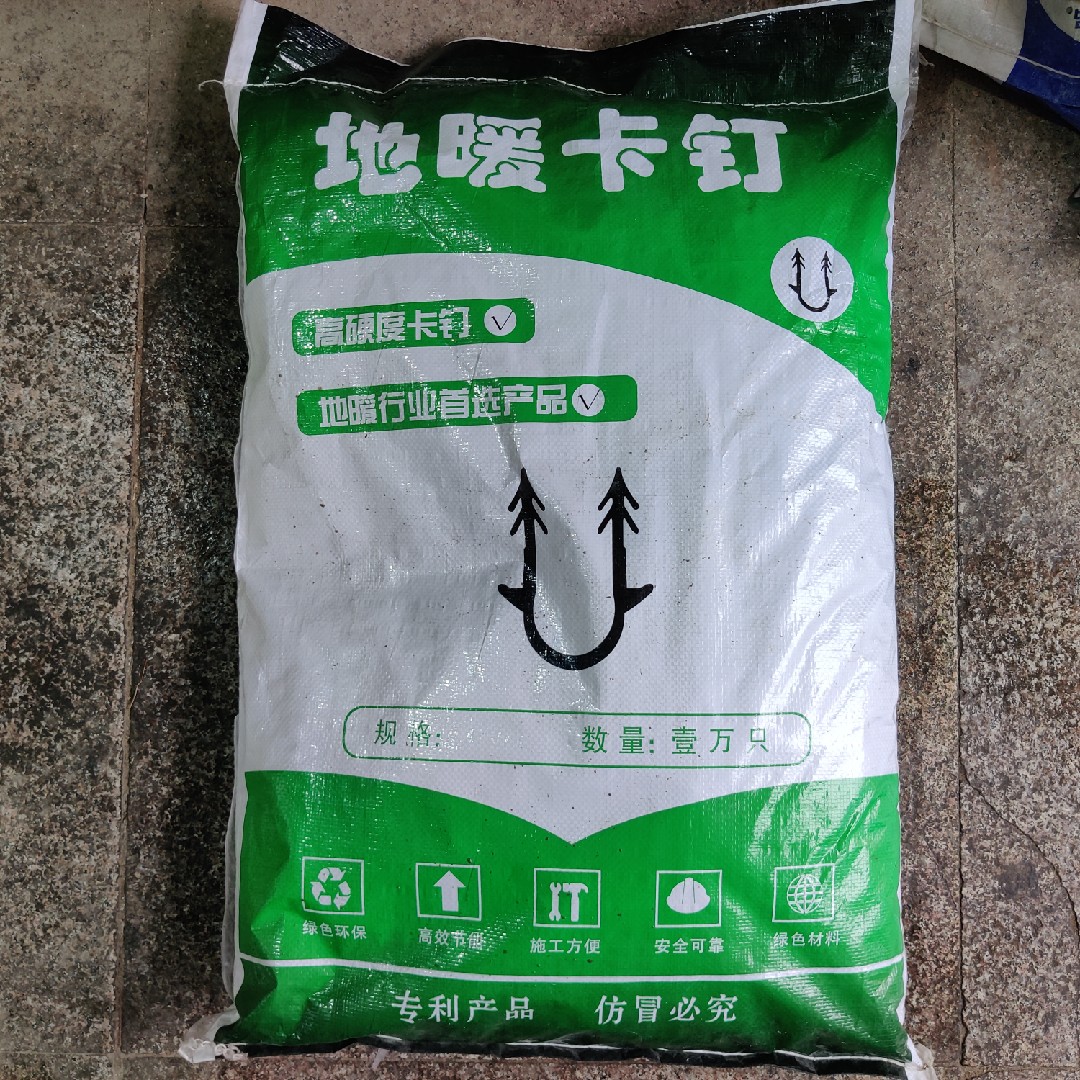 地暖卡钉
高硬度卡钉
地暖行业首选产品
规格: 数量:壹万只
绿色环保 高效节能 施工方便 安全可靠 绿色材料
专利产品 仿冒必究